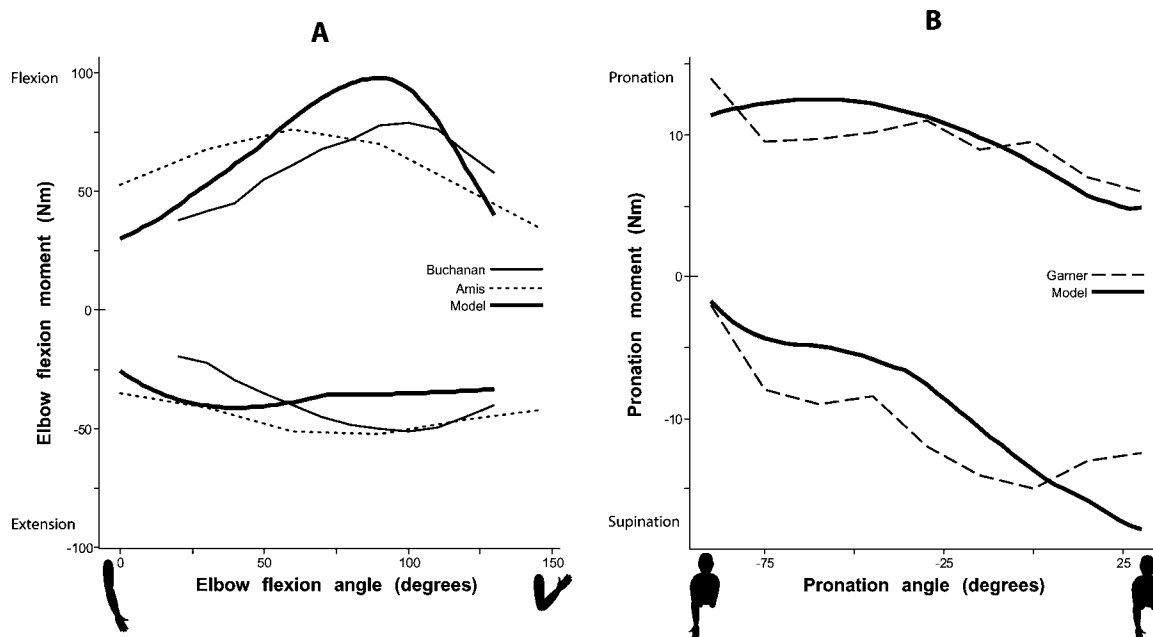 A
Flexion
100
50
0
-50
-100
Extension
Elbow flexion moment (Nm)
Buchanan
Amis
Model
0
50
100
150
Elbow flexion angle (degrees)
B
Pronation
10
0
-10
Supination
Pronation moment (Nm)
Garner
Model
-75
-25
25
Pronation angle (degrees)